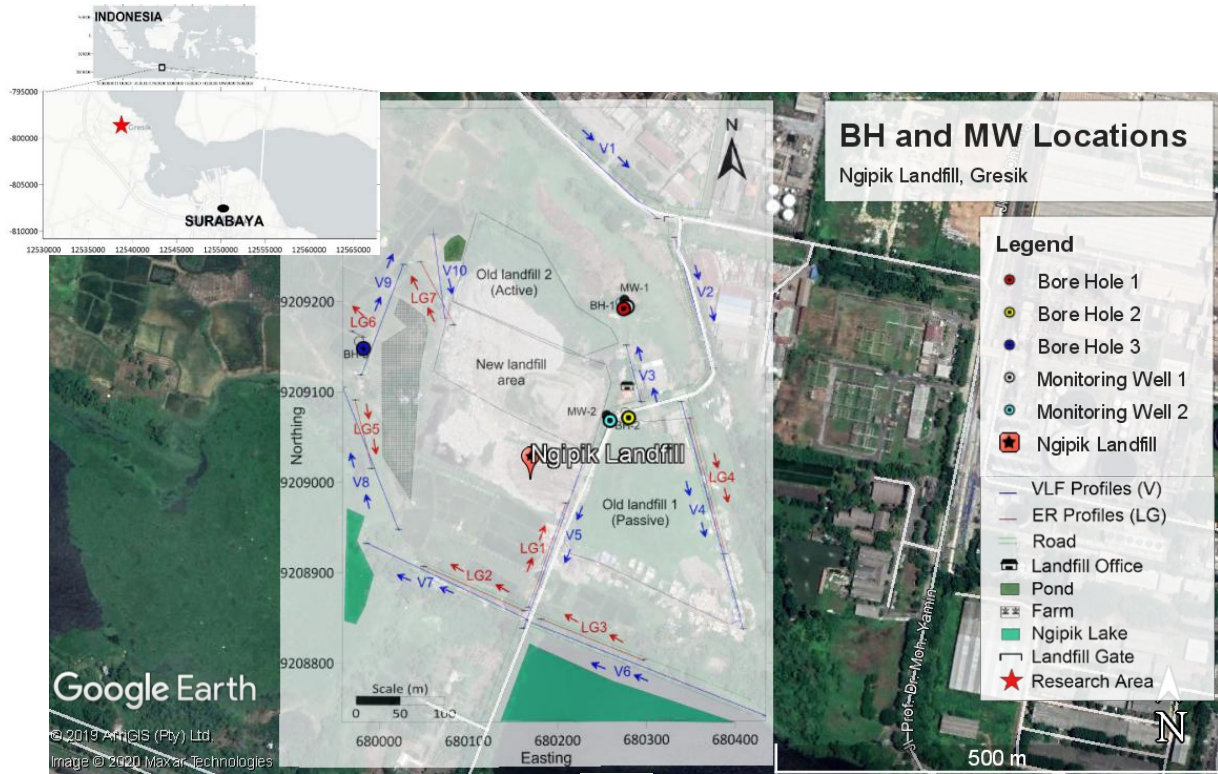 INDONESIA
-795000
-800000
-805000
-810000
Gresik
SURABAYA
12530000 12535000 12540000 12545000 12550000 12555000 12560000 12565000
BH and MW Locations
Ngipik Landfill, Gresik
N
Legend
Bore Hole 1
Bore Hole 2
Bore Hole 3
Monitoring Well 1
Monitoring Well 2
Ngipik Landfill
VLF Profiles (V)
ER Profiles (LG)
Road
Landfill Office
Pond
Farm
Ngipik Lake
Landfill Gate
Research Area
N
500 m
V1
V2
V3
V4
V5
V6
V7
V8
V9
V10
LG1
LG2
LG3
LG4
LG5
LG6
LG7
Old landfill 2
(Active)
New landfill
area
Old landfill 1
(Passive)
MW-1
BH-1
MW-2
BH-2
Ngipik Landfill
9209200
9209100
9209000
9208900
9208800
Northing
Scale (m)
0 50 100
680000 680100 680200 680300 680400
Easting
Jl. Prof. Dr. Moh. Yamin
Google Earth
© 2019 AfriGIS (Pty) Ltd.
Image © 2020 Maxar Technologies